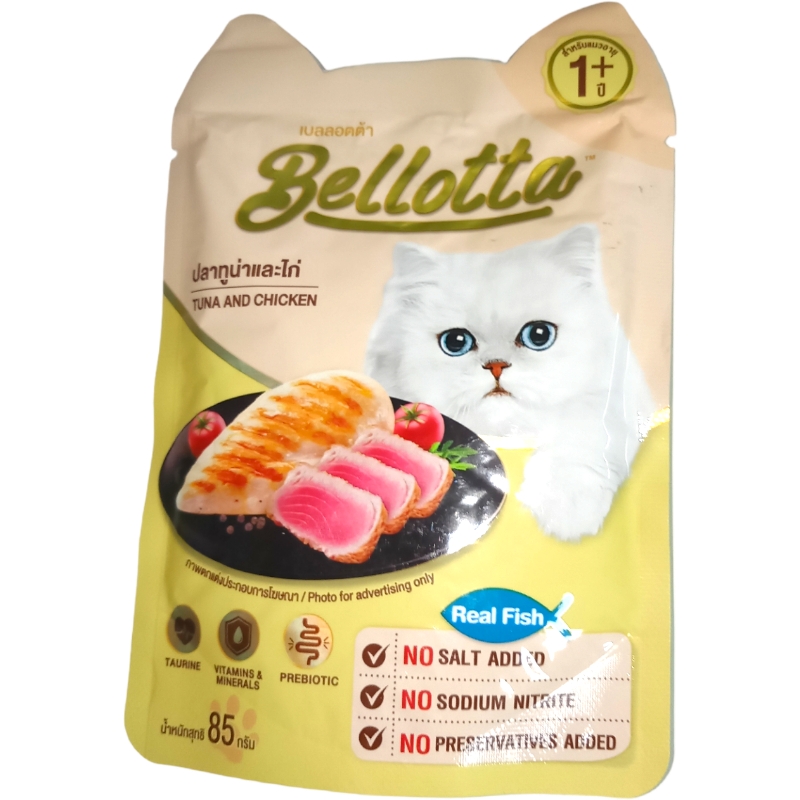 สำหรับแมวอายุ
1+
ปี
เบลลอตต้า
Bellotta™
ปลาทูน่าและไก่
TUNA AND CHICKEN
ภาพตกแต่งประกอบการโฆษณา / Photo for advertising only
Real Fish
TAURINE
VITAMINS &
MINERALS
PREBIOTIC
NO SALT ADDED
NO SODIUM NITRITE
NO PRESERVATIVES ADDED
น้ำหนักสุทธิ 85 กรัม